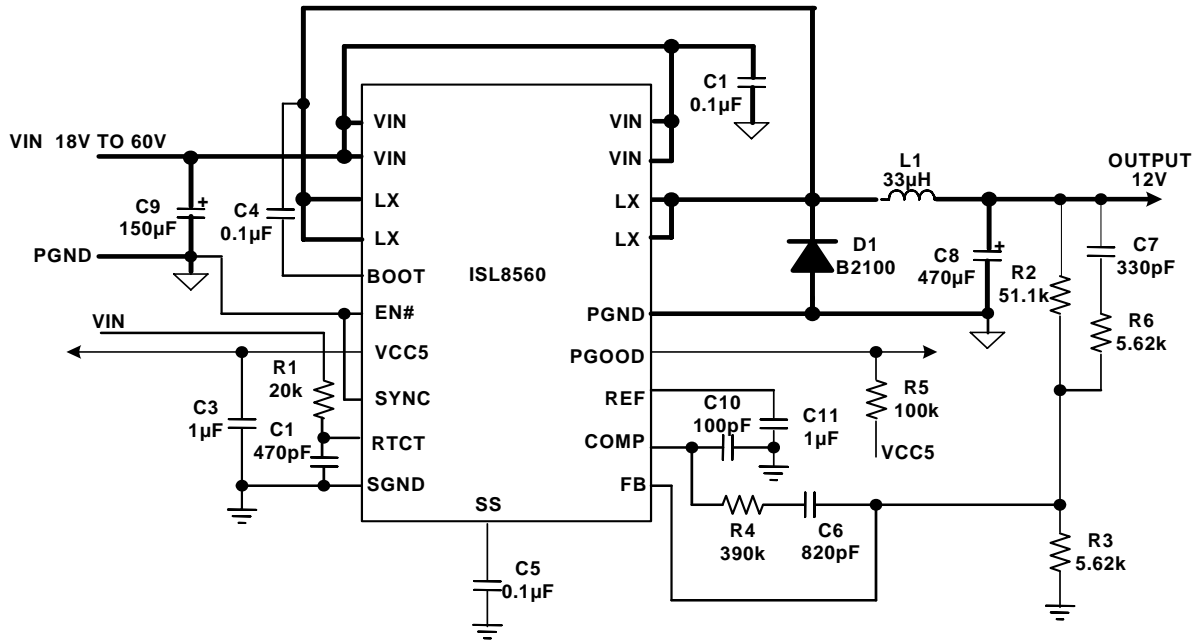 C1
0.1µF
VIN 18V TO 60V
VIN
VIN
LX
LX
BOOT
EN#
VCC5
SYNC
RTCT
SGND
SS
ISL8560
VIN
VIN
LX
LX
PGND
PGOOD
REF
COMP
FB
C9
150µF
+
C4
0.1µF
PGND
VIN
R1
20k
C3
1µF
C1
470pF
C5
0.1µF
L1
33µH
OUTPUT
12V
D1
B2100
C8
470µF
+
R2
51.1k
C7
330pF
R6
5.62k
R5
100k
VCC5
C10
100pF
C11
1µF
R4
390k
C6
820pF
R3
5.62k